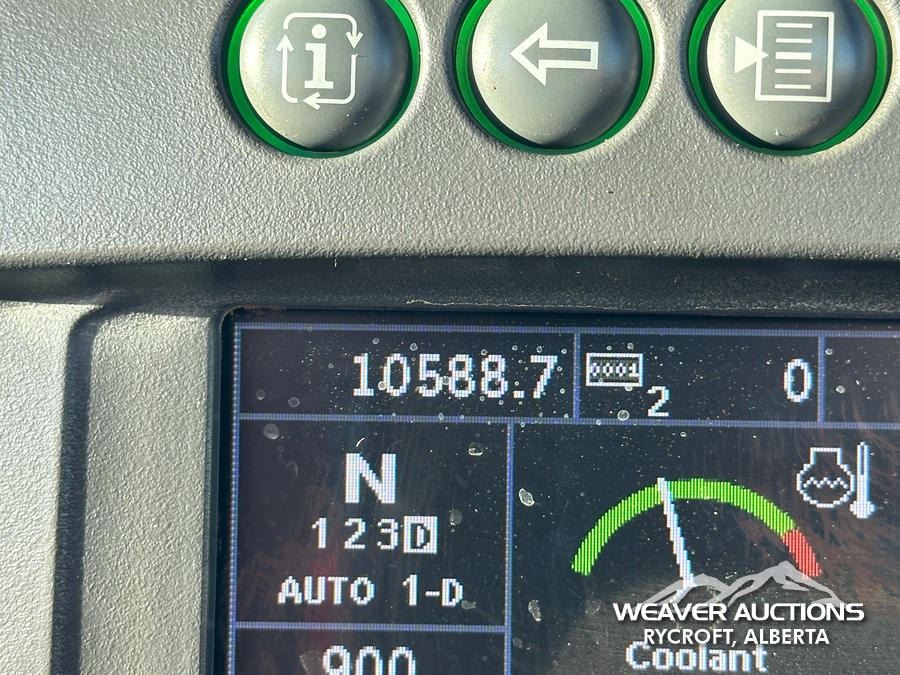 i
10588.7
0001
2
0
N
123D
AUTO 1-D
900
Coolant
WEAVER AUCTIONS
RYCROFT, ALBERTA